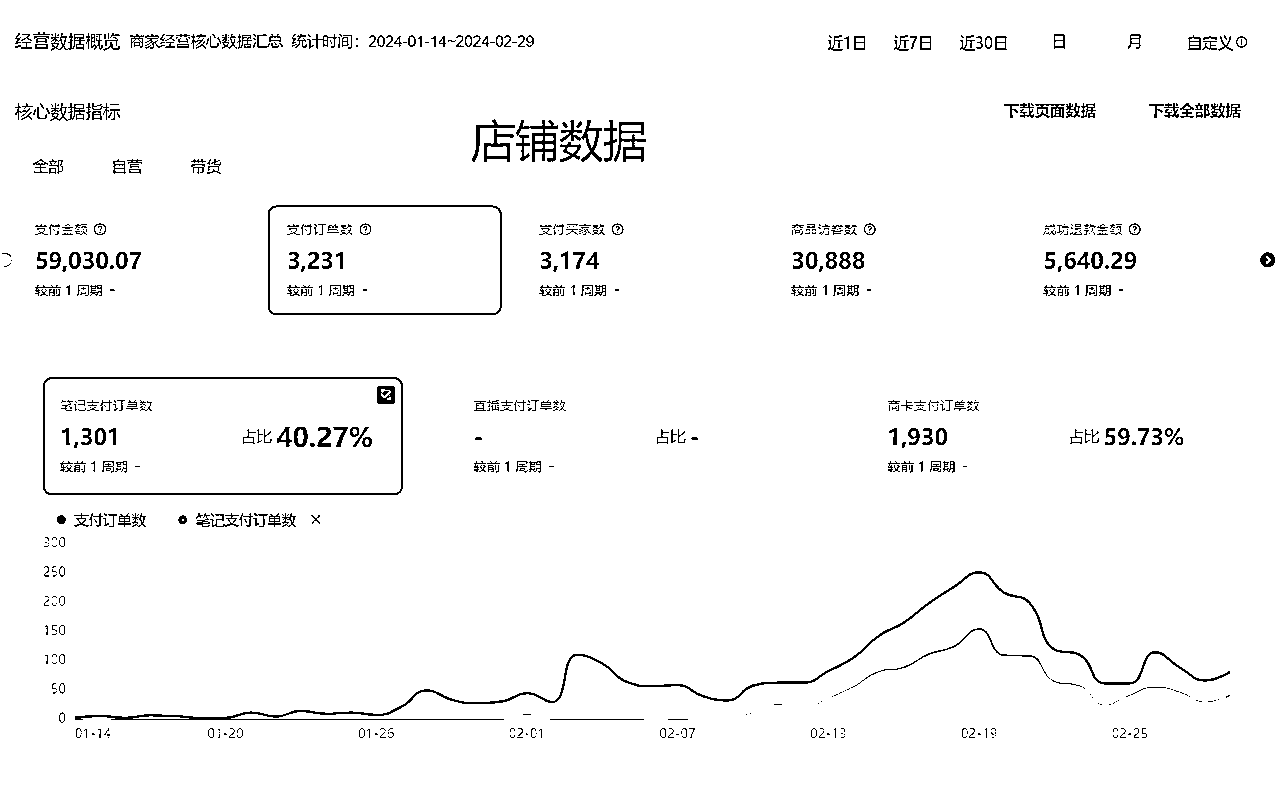 经营数据概览 商家经营核心数据汇总 统计时间：2024-01-14~2024-02-29 近1日 近7日 近30日 日 月 自定义
核心数据指标 下载页面数据 下载全部数据
店铺数据
全部 自营 带货
支付金额 支付订单数 支付买家数 商品访客数 成功退款金额
59,030.07 3,231 3,174 30,888 5,640.29
较前 1 周期 - 较前 1 周期 - 较前 1 周期 - 较前 1 周期 - 较前 1 周期 -
笔记支付订单数 直播支付订单数 商卡支付订单数
1,301 占比 40.27% - 占比 - 1,930 占比 59.73%
较前 1 周期 - 较前 1 周期 - 较前 1 周期 -
支付订单数 笔记支付订单数 ×
300
250
200
150
100
50
0
01-14 01-20 01-26 02-01 02-07 02-13 02-19 02-25